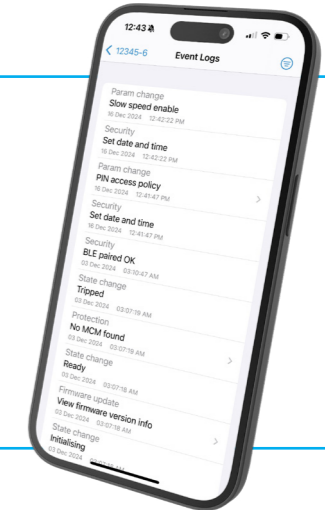 12:43
12345-6
Event Logs
Param change
Slow speed enable
16 Dec 2024 12:42:22 PM
Security
Set date and time
16 Dec 2024 12:42:22 PM
Param change
PIN access policy
16 Dec 2024 12:41:47 PM
Security
Set date and time
16 Dec 2024 12:41:47 PM
Security
BLE paired OK
03 Dec 2024 03:10:47 AM
State change
Tripped
03 Dec 2024 03:07:19 AM
Protection
No MCM found
03 Dec 2024 03:07:18 AM
State change
Ready
03 Dec 2024 03:07:18 AM
Firmware update
View firmware version info
03 Dec 2024 03:07:18 AM
State change
Initialising
03 Dec 2024